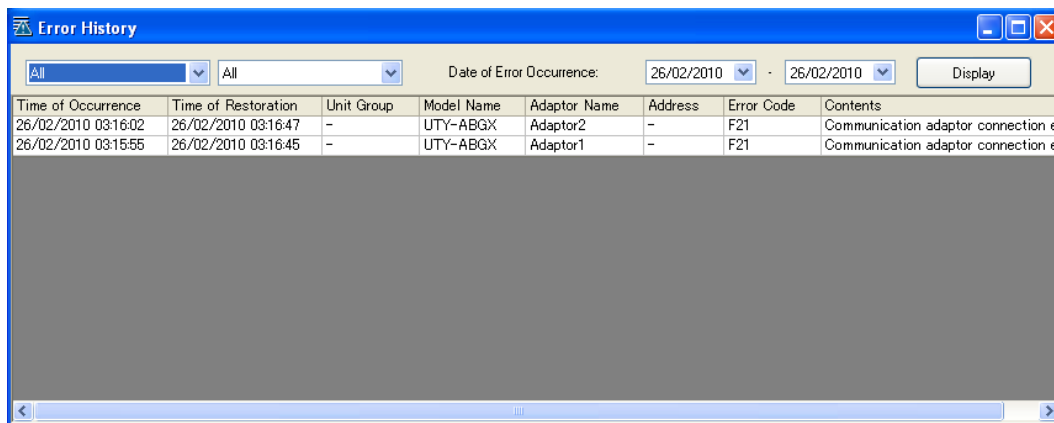 Error History
All All Date of Error Occurrence: 26/02/2010 - 26/02/2010 Display
Time of Occurrence Time of Restoration Unit Group Model Name Adaptor Name Address Error Code Contents
26/02/2010 03:16:02 26/02/2010 03:16:47 - UTY-ABGX Adaptor2 - F21 Communication adaptor connection e
26/02/2010 03:15:55 26/02/2010 03:16:45 - UTY-ABGX Adaptor1 - F21 Communication adaptor connection e